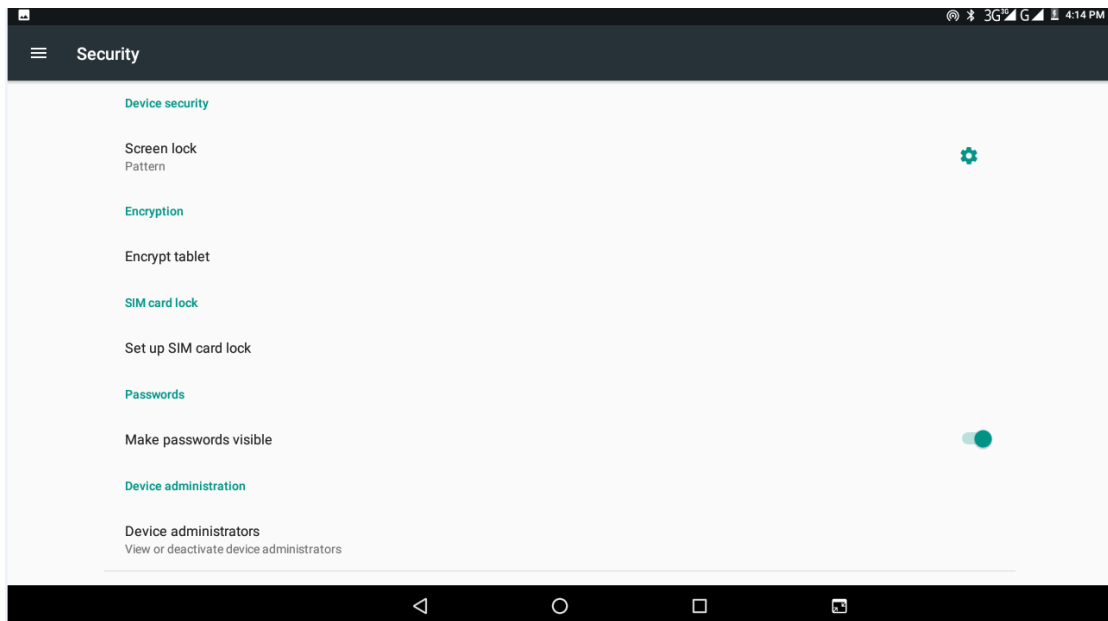 3G 3G G 4:14 PM
Security
Device security
Screen lock
Pattern
Encryption
Encrypt tablet
SIM card lock
Set up SIM card lock
Passwords
Make passwords visible
Device administration
Device administrators
View or deactivate device administrators